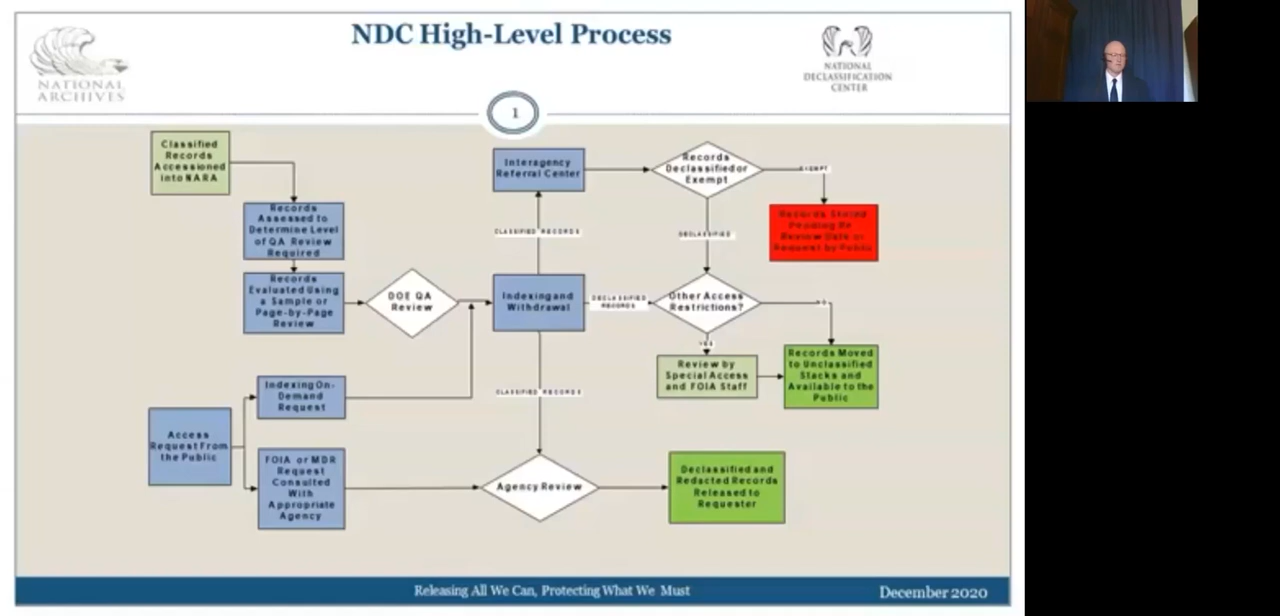 NDC High-Level Process
NATIONAL
ARCHIVES
NATIONAL
DECLASSIFICATION
CENTER
1
Classified
Records
Accessioned
into NARA
Records
Assessed to
Determine Level
of QA Review
Required
Records
Evaluated Using
a Sample or
Page-by-Page
Review
DOE QA
Review
Interagency
Referral Center
CLASSIFIED RECORDS
Indexing and
Withdrawal
CLASSIFIED RECORDS
Records
Declassified or
Exempt
EXEMPT
Records Stored
Pending Re
Review Date or
Request by Public
DECLASSIFIED
DECLASSIFIED
RECORDS
Other Access
Restrictions?
NO
YES
Review by
Special Access
and FOIA Staff
Records Moved
to Unclassified
Stacks and
Available to the
Public
Indexing On-
Demand
Request
Access
Request From
the Public
FOIA or MDR
Request
Consulted
With
Appropriate
Agency
Agency Review
Declassified and
Redacted Records
Released to
Requester
Releasing All We Can, Protecting What We Must
December 2020